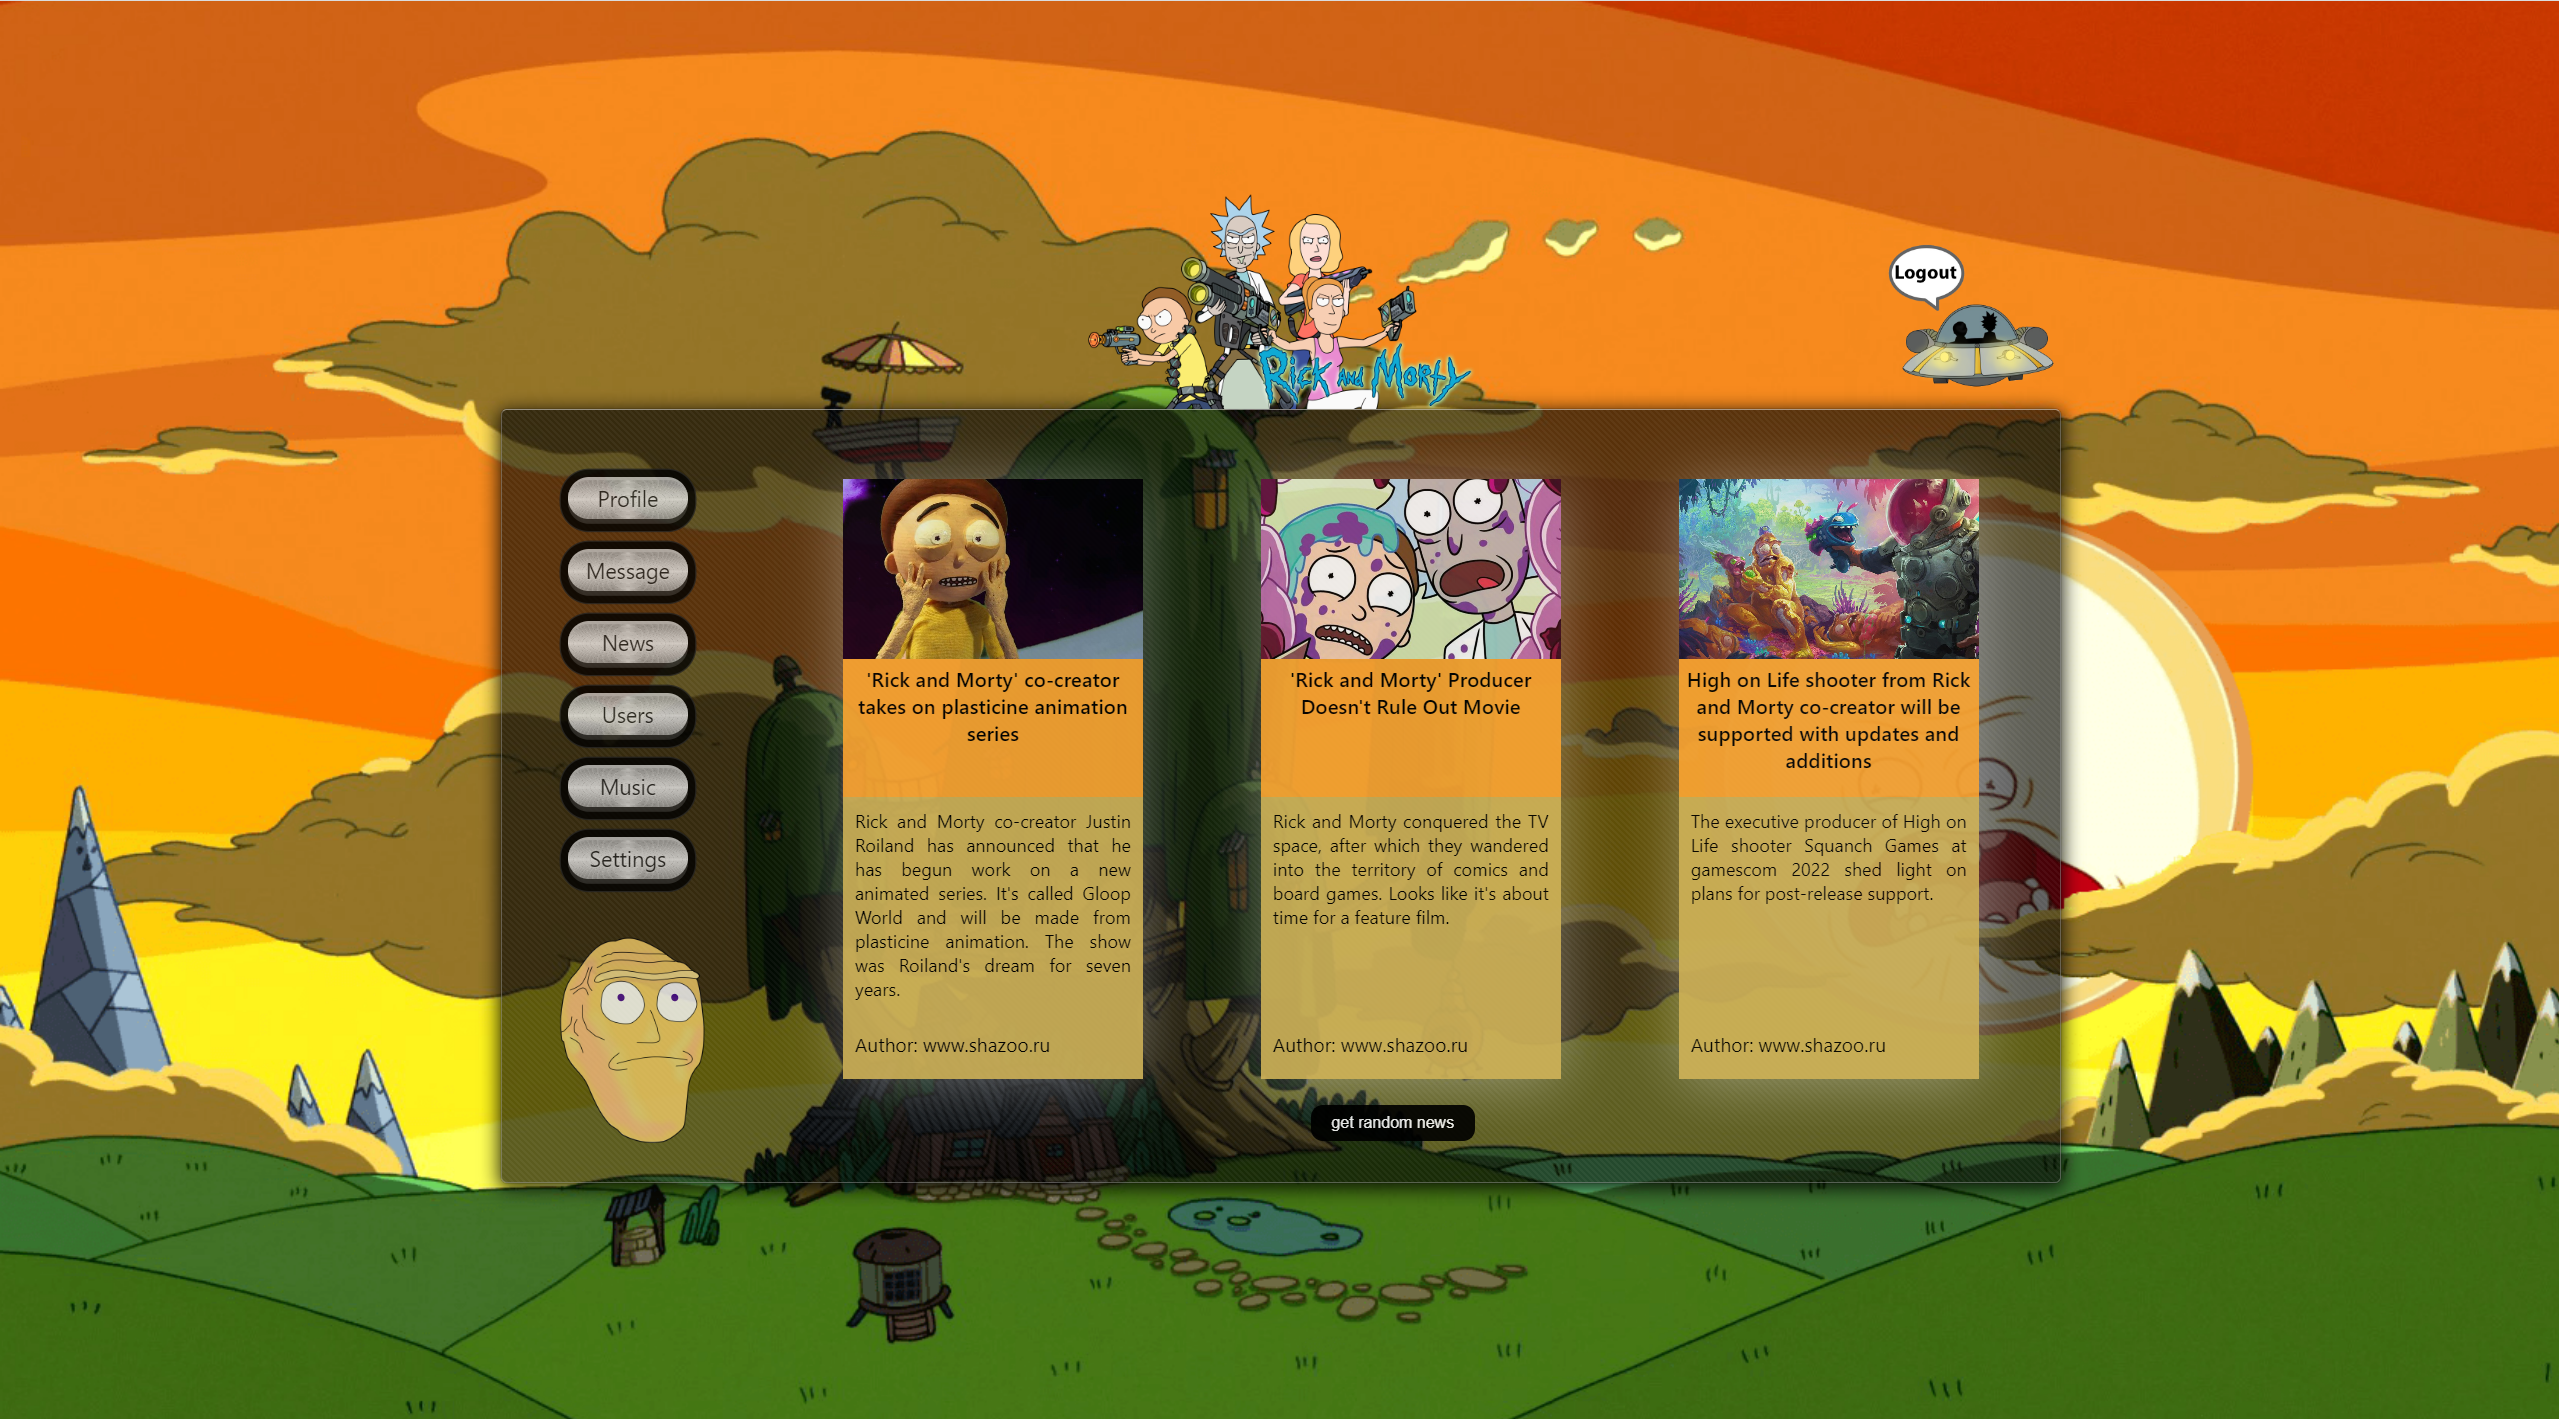 Logout
Rick and Morty
Profile
Message
News
Users
Music
Settings
'Rick and Morty' co-creator
takes on plasticine animation
series
Rick and Morty co-creator Justin
Roiland has announced that he
has begun work on a new
animated series. It's called Gloop
World and will be made from
plasticine animation. The show
was Roiland's dream for seven
years.
Author: www.shazoo.ru
'Rick and Morty' Producer
Doesn't Rule Out Movie
Rick and Morty conquered the TV
space, after which they wandered
into the territory of comics and
board games. Looks like it's about
time for a feature film.
Author: www.shazoo.ru
High on Life shooter from Rick
and Morty co-creator will be
supported with updates and
additions
The executive producer of High on
Life shooter Squanch Games at
gamescom 2022 shed light on
plans for post-release support.
Author: www.shazoo.ru
get random news